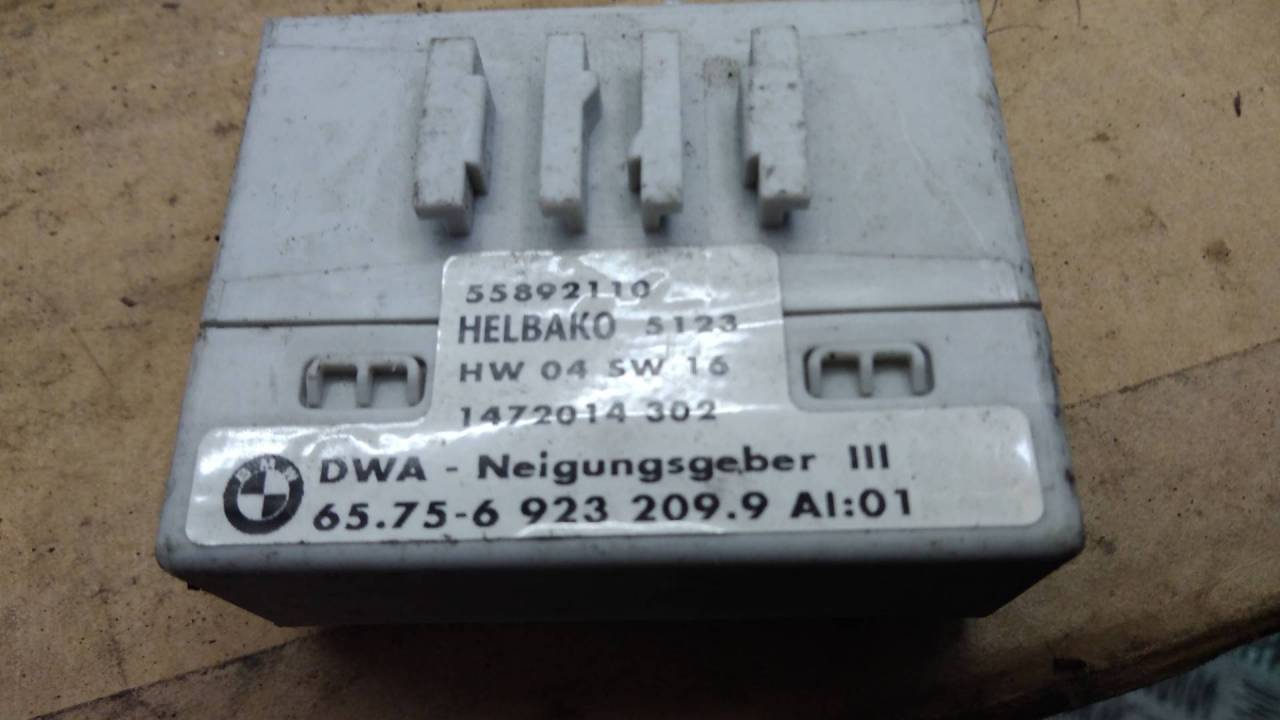 55892110
HELBAKO 5123
HW 04 SW 16
1472014 302
BMW
DWA - Neigungsgeber III
65.75-6 923 209.9 AI:01